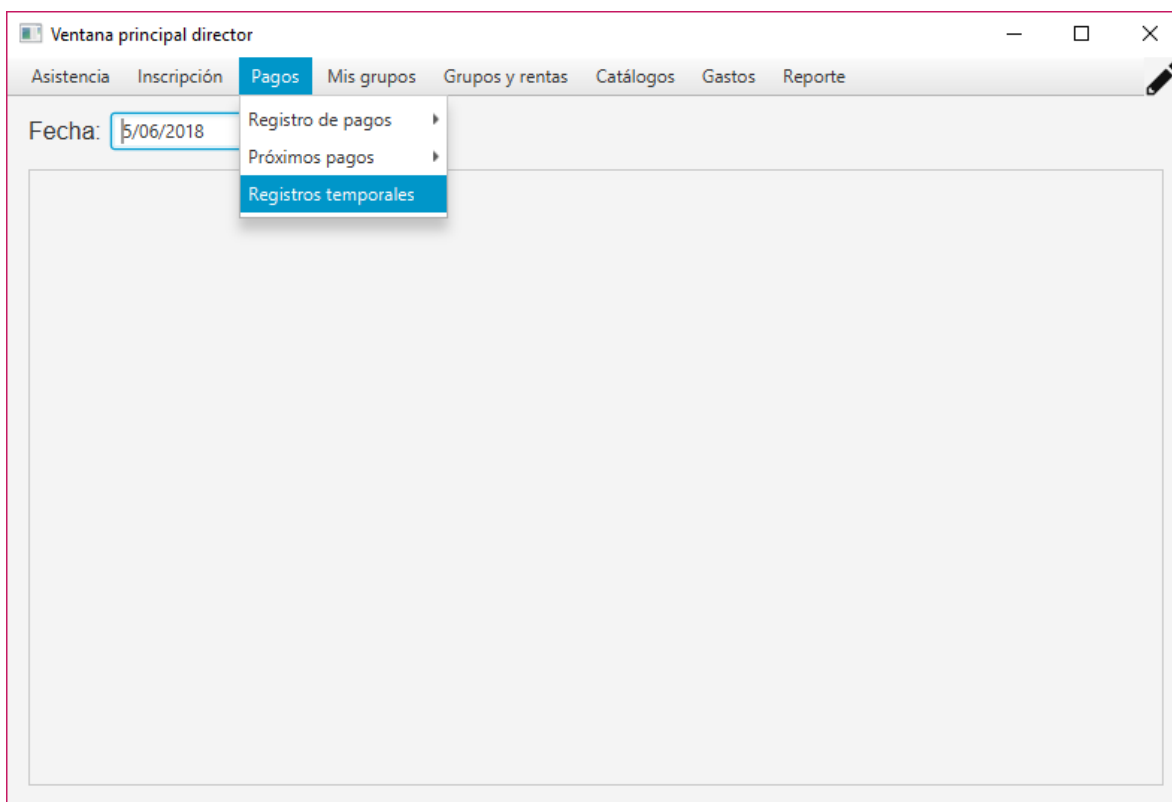 Ventana principal director
Asistencia Inscripción Pagos Mis grupos Grupos y rentas Catálogos Gastos Reporte
Fecha: 5/06/2018
Registro de pagos
Próximos pagos
Registros temporales